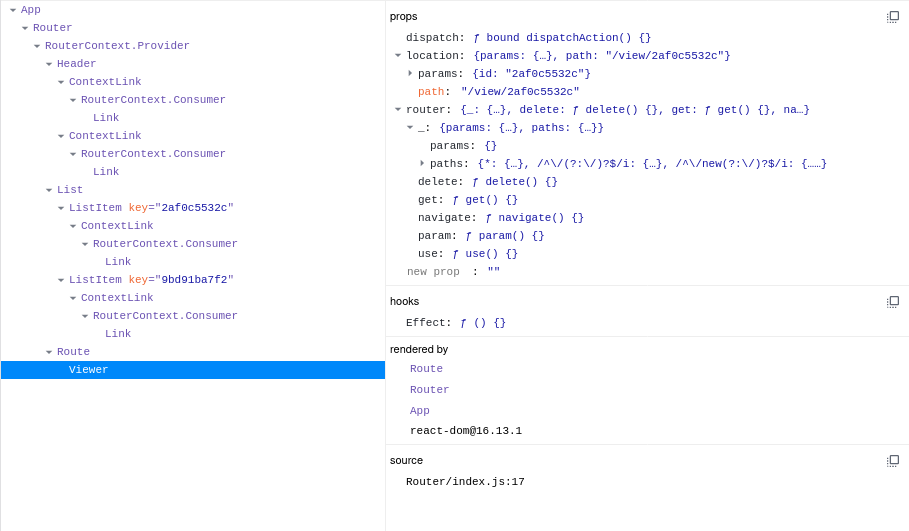 App
Router
RouterContext.Provider
Header
ContextLink
RouterContext.Consumer
Link
ContextLink
RouterContext.Consumer
Link
List
ListItem key="2af0c5532c"
ContextLink
RouterContext.Consumer
Link
ListItem key="9bd91ba7f2"
ContextLink
RouterContext.Consumer
Link
Route
Viewer
props
dispatch: ƒ bound dispatchAction() {}
location: {params: {…}, path: "/view/2af0c5532c"}
params: {id: "2af0c5532c"}
path: "/view/2af0c5532c"
router: {_: {…}, delete: ƒ delete() {}, get: ƒ get() {}, na…}
_: {params: {…}, paths: {…}}
params: {}
paths: {*: {…}, /^\/(?:\/)?$/i: {…}, /^\/new(?:\/)?$/i: {……}
delete: ƒ delete() {}
get: ƒ get() {}
navigate: ƒ navigate() {}
param: ƒ param() {}
use: ƒ use() {}
new prop : ""
hooks
Effect: ƒ () {}
rendered by
Route
Router
App
react-dom@16.13.1
source
Router/index.js:17